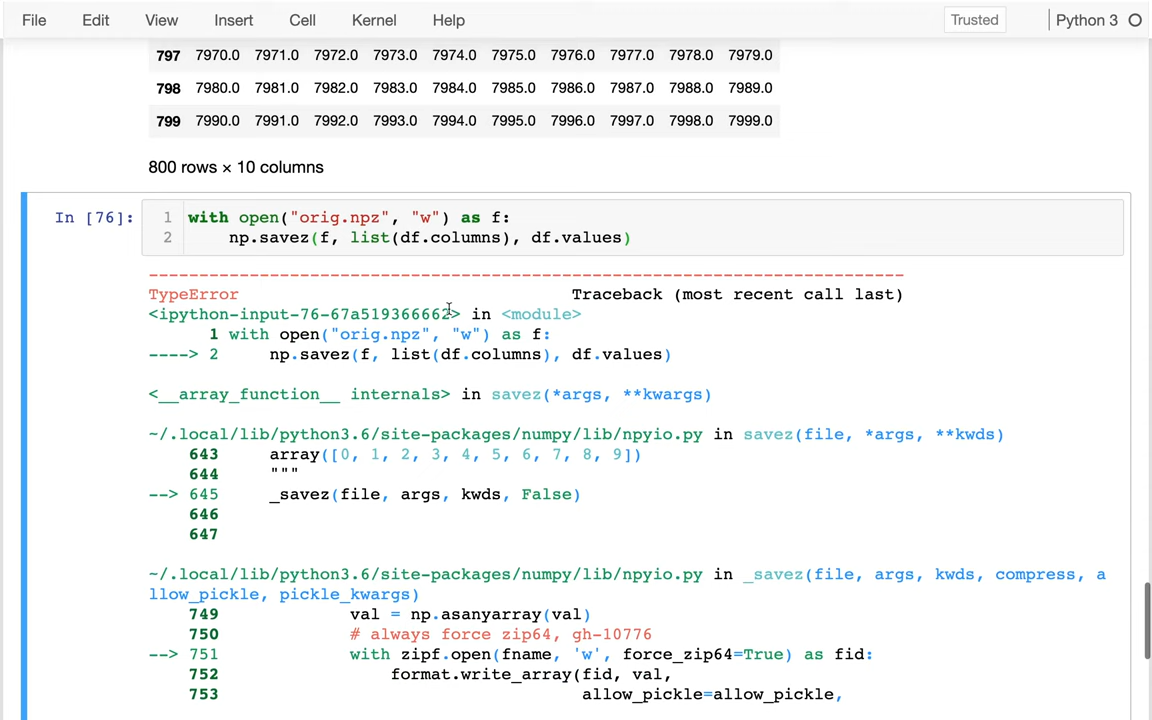 File Edit View Insert Cell Kernel Help Trusted Python 3
797 7970.0 7971.0 7972.0 7973.0 7974.0 7975.0 7976.0 7977.0 7978.0 7979.0
798 7980.0 7981.0 7982.0 7983.0 7984.0 7985.0 7986.0 7987.0 7988.0 7989.0
799 7990.0 7991.0 7992.0 7993.0 7994.0 7995.0 7996.0 7997.0 7998.0 7999.0
800 rows × 10 columns
In [76]: 1 with open("orig.npz", "w") as f:
2 np.savez(f, list(df.columns), df.values)
---------------------------------------------------------------------------
TypeError Traceback (most recent call last)
<ipython-input-76-67a519366662> in <module>
1 with open("orig.npz", "w") as f:
----> 2 np.savez(f, list(df.columns), df.values)
<__array_function__ internals> in savez(*args, **kwargs)
~/.local/lib/python3.6/site-packages/numpy/lib/npyio.py in savez(file, *args, **kwds)
643 array([0, 1, 2, 3, 4, 5, 6, 7, 8, 9])
644 """
--> 645 _savez(file, args, kwds, False)
646
647
~/.local/lib/python3.6/site-packages/numpy/lib/npyio.py in _savez(file, args, kwds, compress, a
llow_pickle, pickle_kwargs)
749 val = np.asanyarray(val)
750 # always force zip64, gh-10776
--> 751 with zipf.open(fname, 'w', force_zip64=True) as fid:
752 format.write_array(fid, val,
753 allow_pickle=allow_pickle,